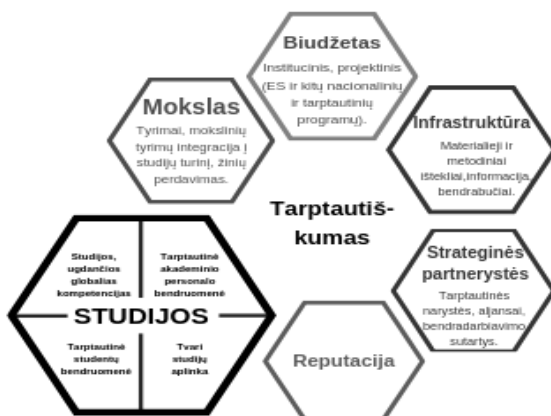 Biudžetas
Institucinis, projektinis
(ES ir kitų nacionalinių
ir tarptautinių
programų).
Mokslas
Tyrimai, mokslinių
tyrimų integracija į
studijų turinį, žinių
perdavimas.
Infrastruktūra
Materialieji ir
metodiniai
ištekliai,informacija,
bendrabučiai.
Tarptautiš-
kumas
Strateginės
partnerystės
Tarptautinės
narystės, aljansai,
bendradarbiavimo
sutartys.
Reputacija
Studijos,
ugdančios
globalias
kompetencijas
Tarptautinė
akademinio
personalo
bendruomenė
STUDIJOS
Tarptautinė
studentų
bendruomenė
Tvari
studijų
aplinka